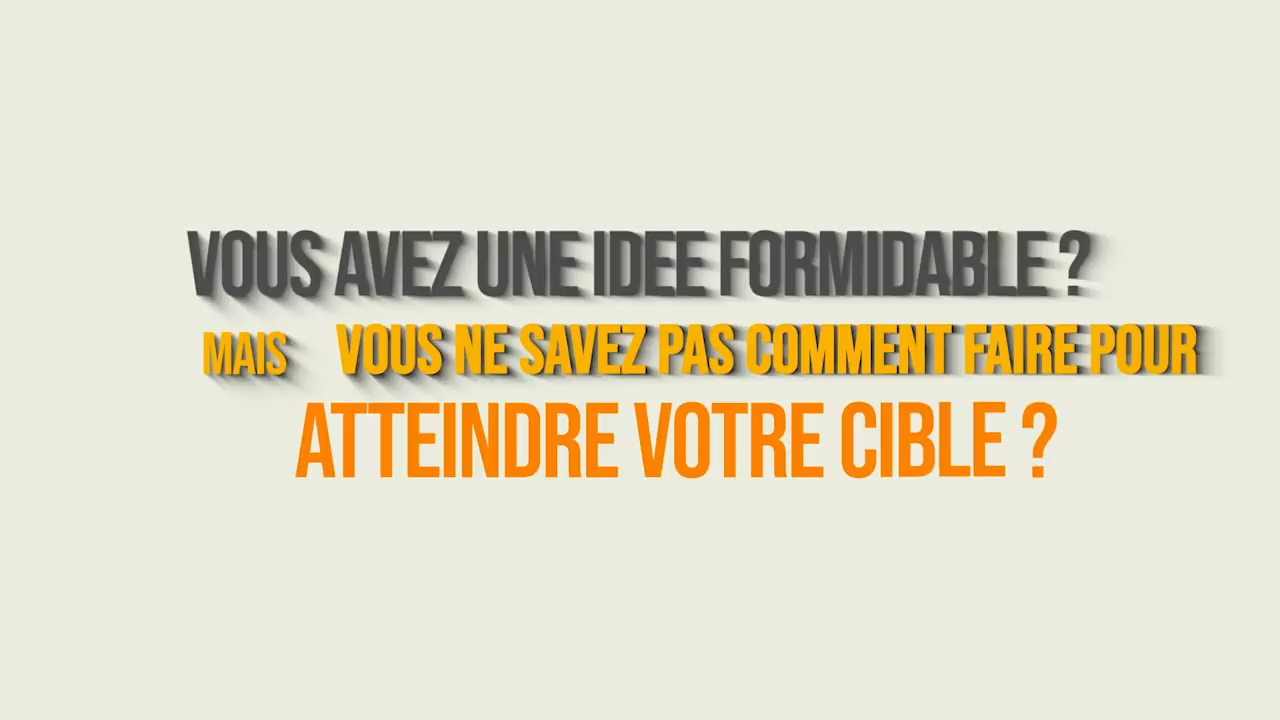 VOUS AVEZ UNE IDEE FORMIDABLE ?
MAIS VOUS NE SAVEZ PAS COMMENT FAIRE POUR
ATTEINDRE VOTRE CIBLE ?